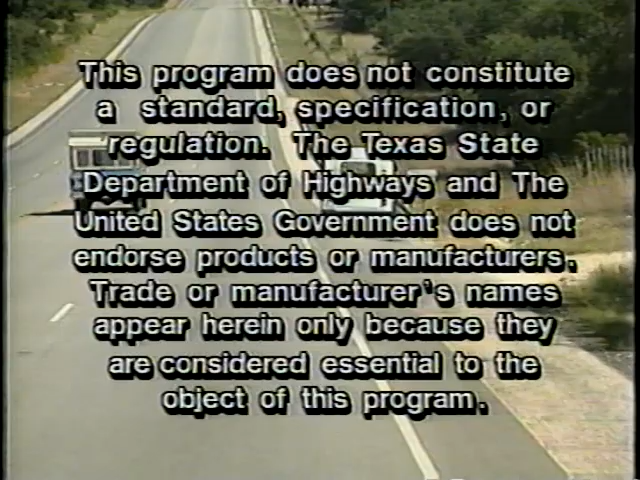 This program does not constitute
a standard, specification, or
regulation. The Texas State
Department of Highways and The
United States Government does not
endorse products or manufacturers.
Trade or manufacturer's names
appear herein only because they
are considered essential to the
object of this program.